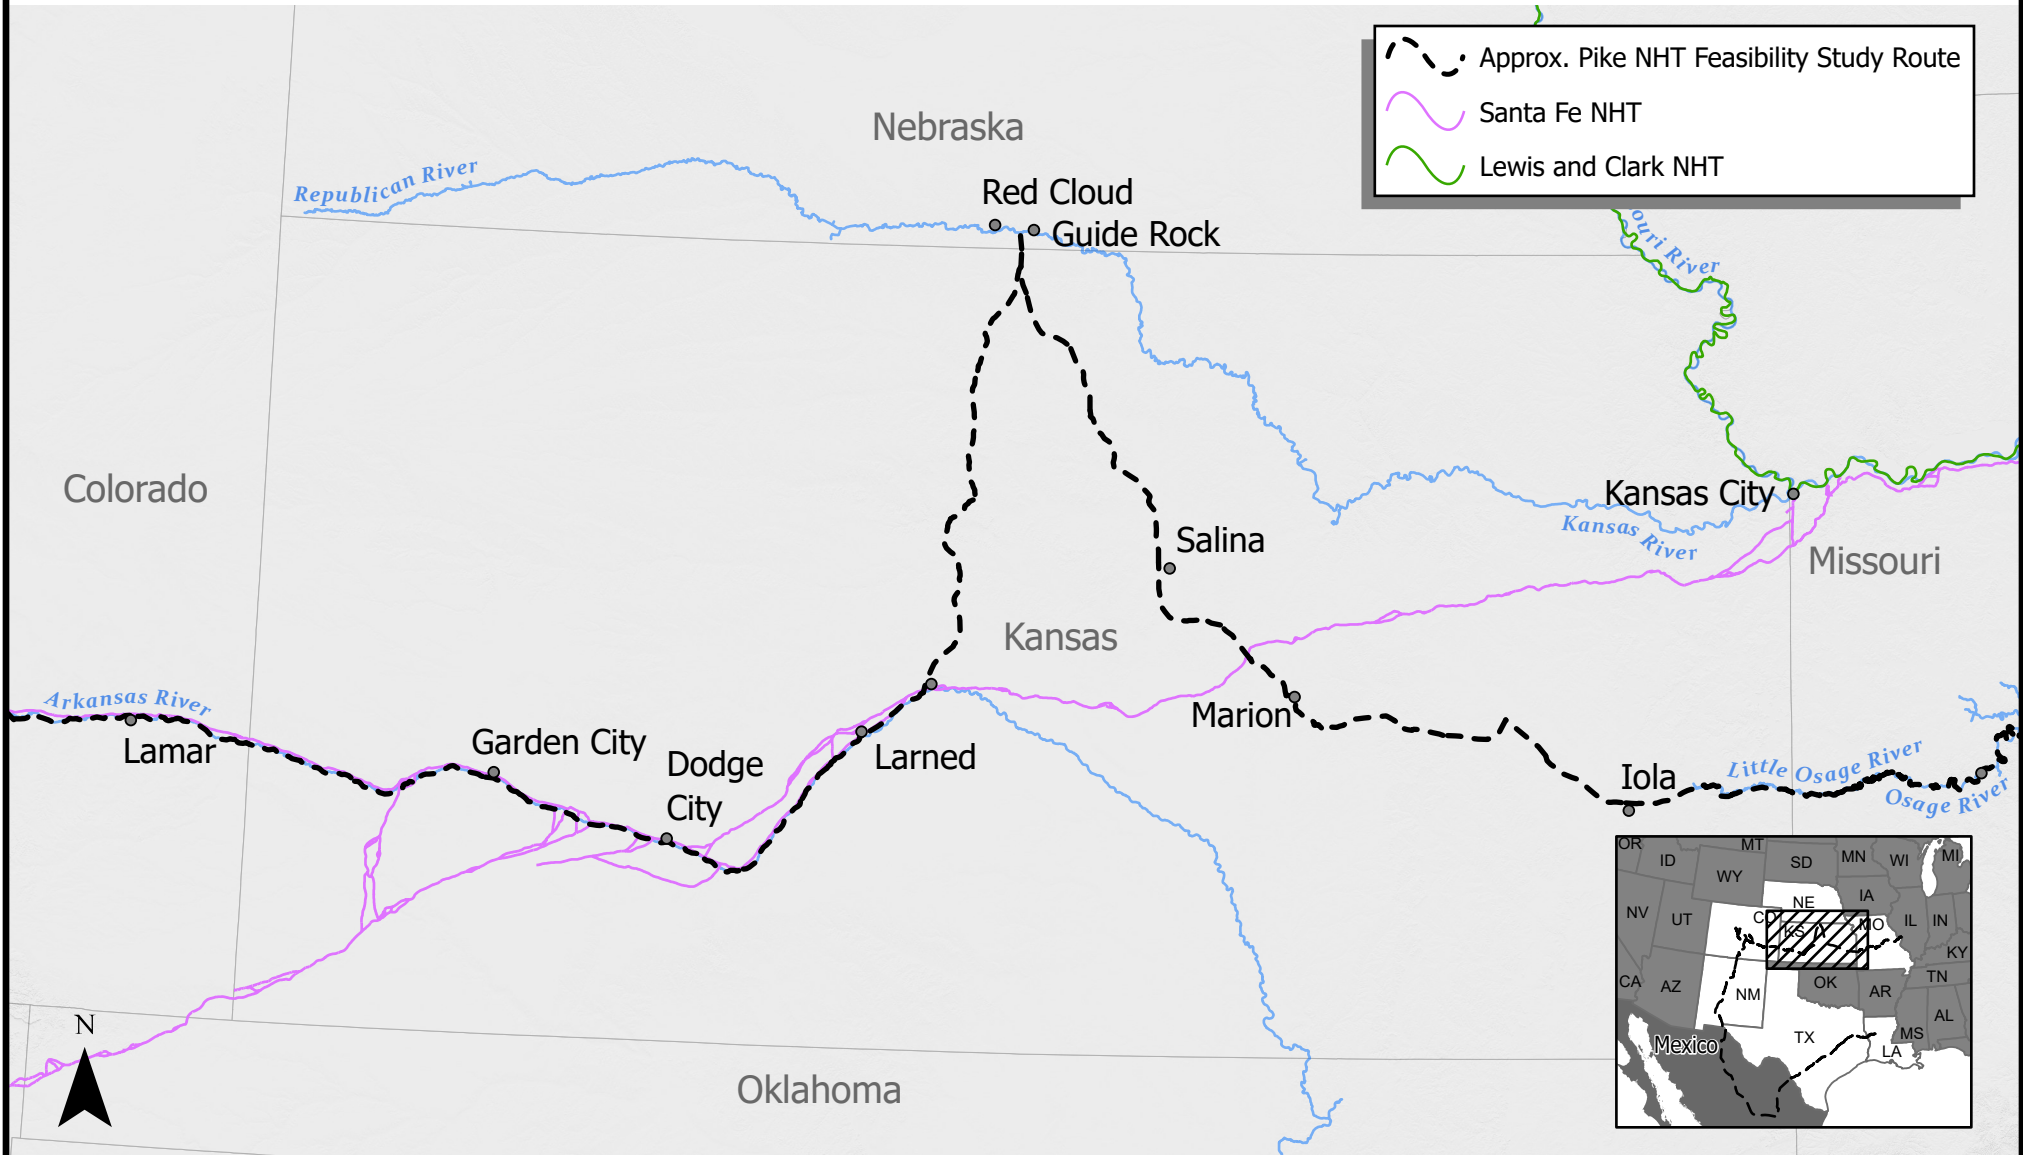 Approx. Pike NHT Feasibility Study Route
Santa Fe NHT
Lewis and Clark NHT
Nebraska
Republican River
Red Cloud
Guide Rock
ouri River
Colorado
Kansas City
Kansas River
Salina
Missouri
Kansas
Arkansas River
Lamar
Garden City
Dodge
City
Larned
Marion
Iola
Little Osage River
Osage River
N
Oklahoma
OR
ID
MT
SD
MN
WI
MI
WY
NE
IA
NV
UT
C
KS
MO
IL
IN
KY
CA
AZ
NM
OK
AR
TN
TX
LA
MS
AL
Mexico